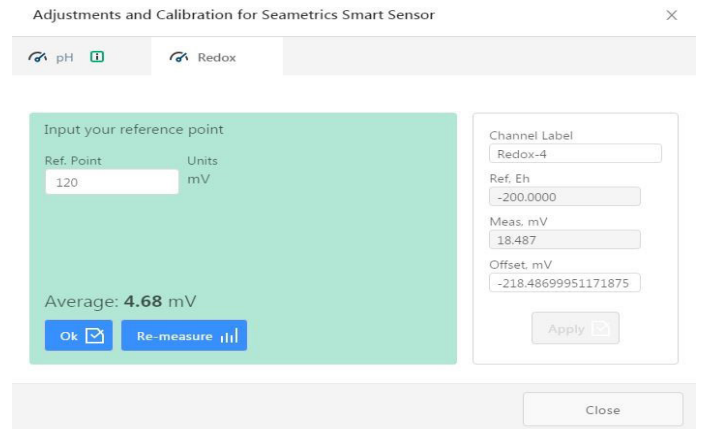 Adjustments and Calibration for Seametrics Smart Sensor
pH
Redox
Input your reference point
Ref. Point Units
120 mV
Average: 4.68 mV
Ok Re-measure
Channel Label
Redox-4
Ref, Eh
-200.0000
Meas, mV
18.487
Offset, mV
-218.48699951171875
Apply
Close